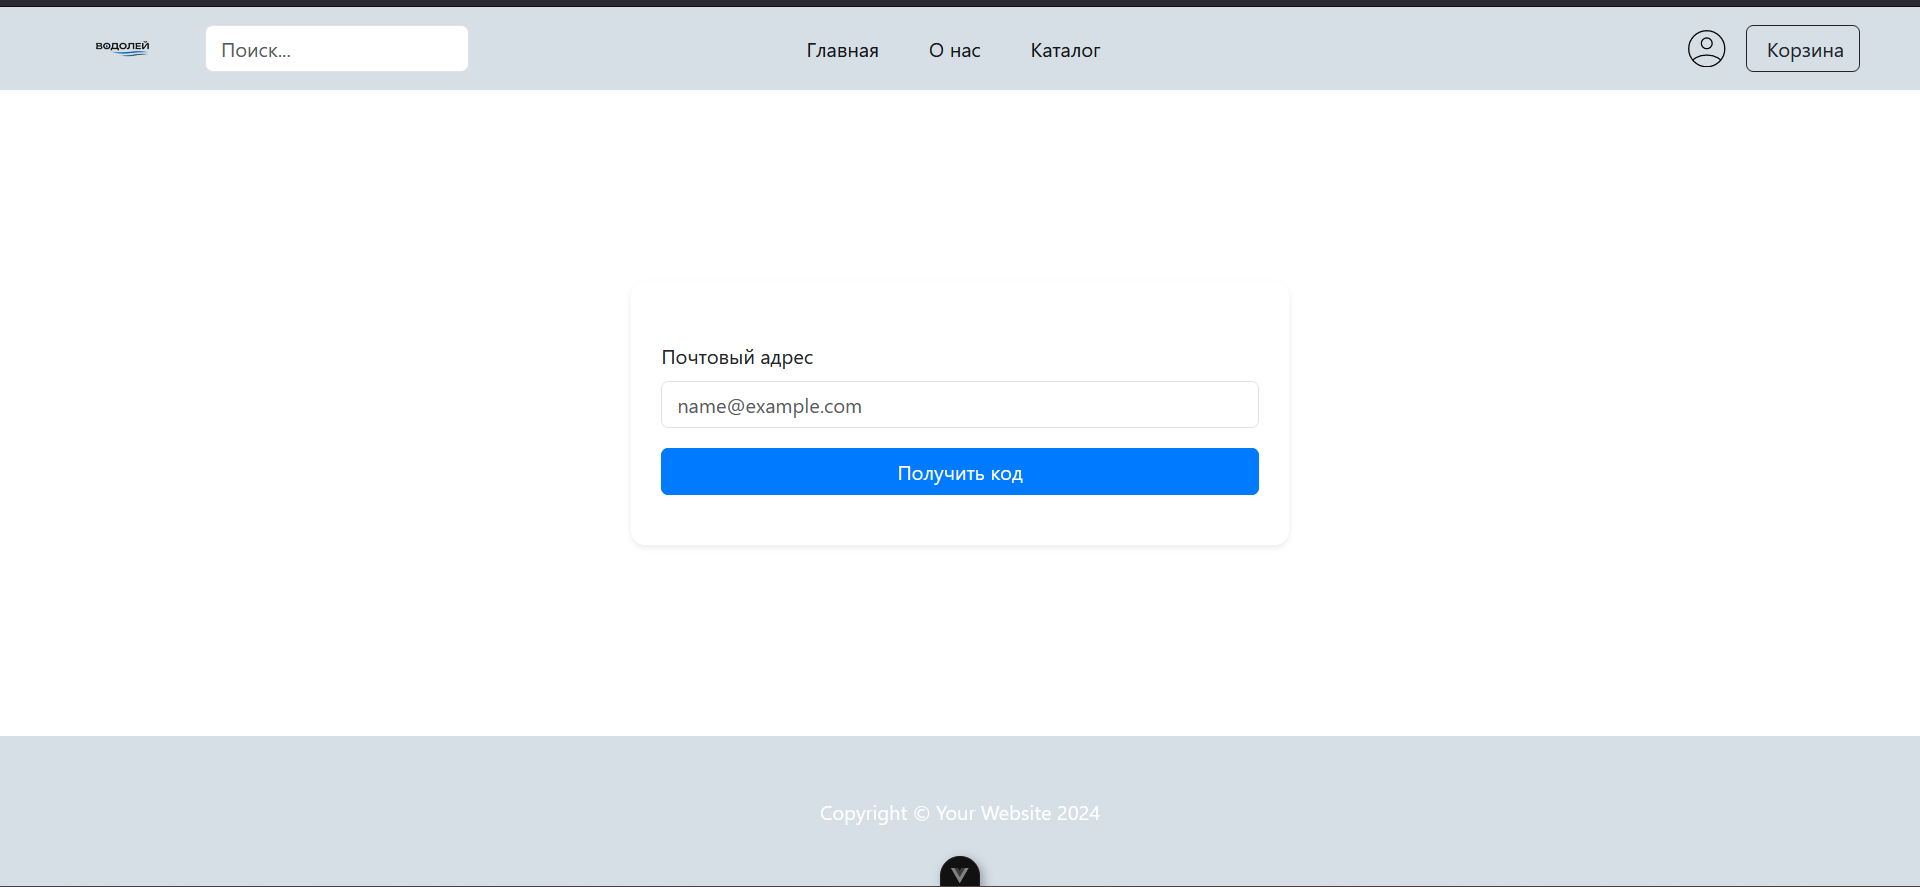 ВОДОЛЕЙ
Поиск...
Главная
О нас
Каталог
Корзина
Почтовый адрес
name@example.com
Получить код
Copyright © Your Website 2024